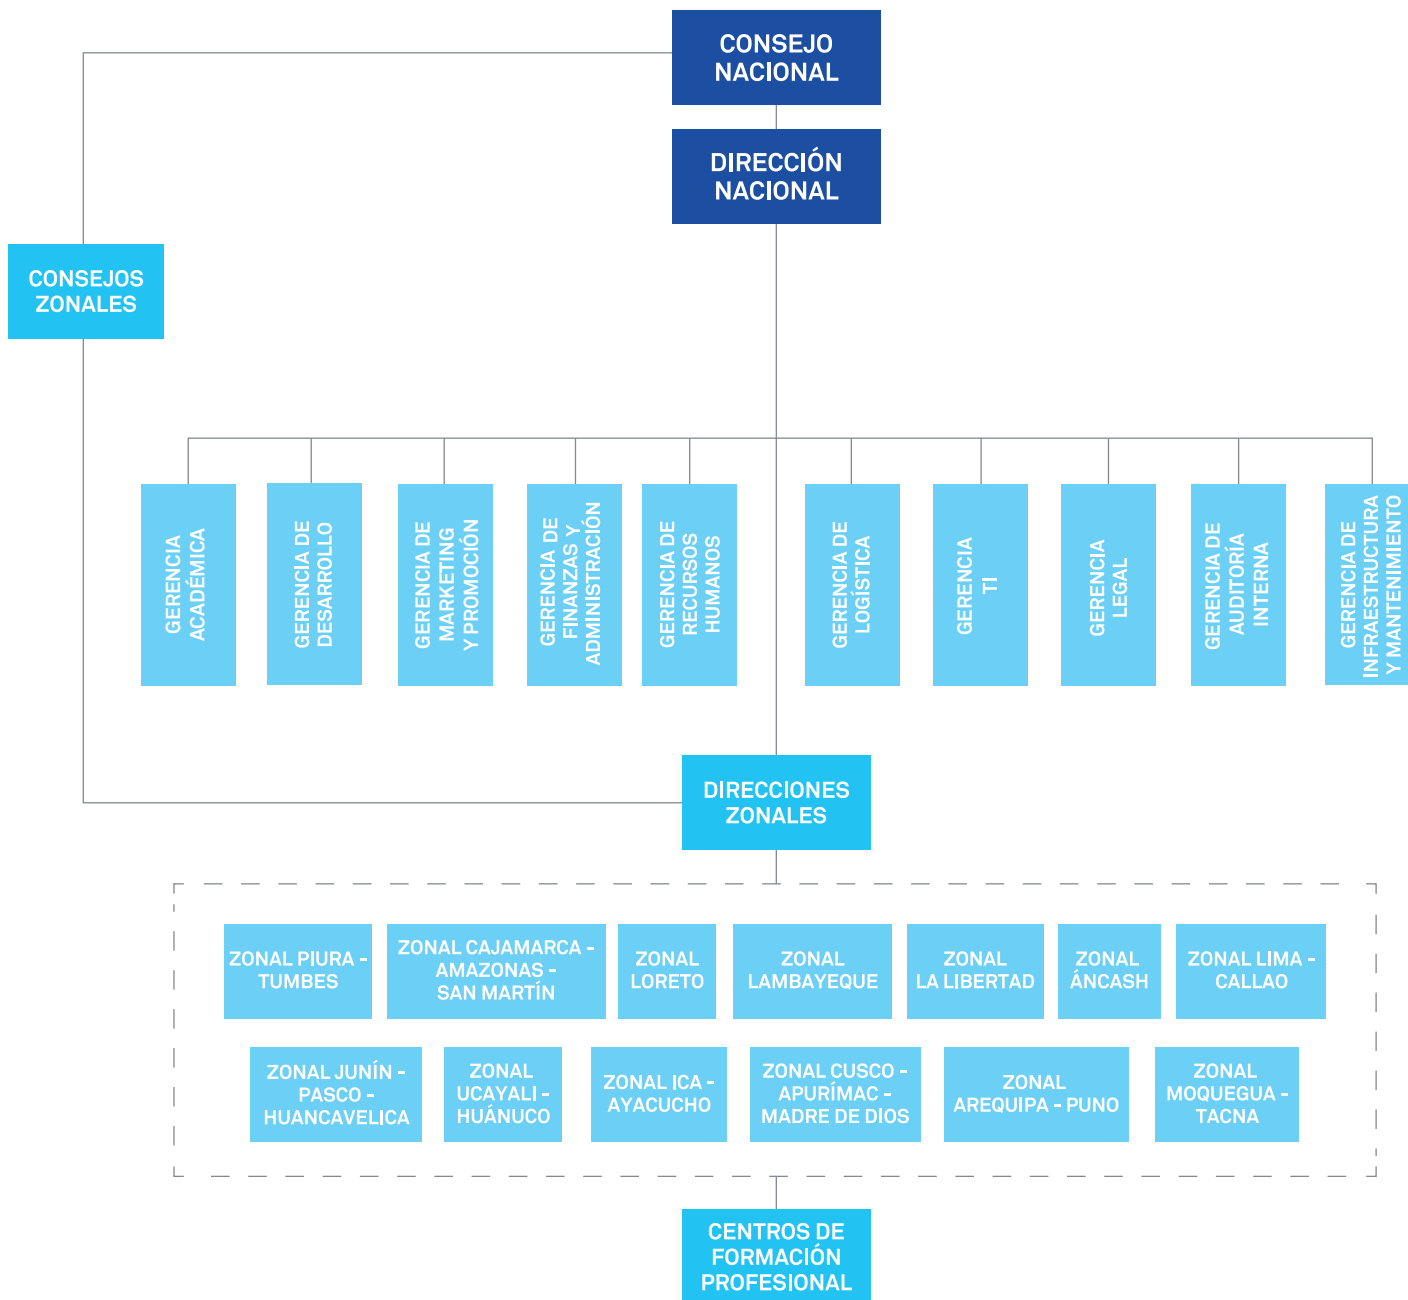 CONSEJO
NACIONAL
DIRECCIÓN
NACIONAL
CONSEJOS
ZONALES
GERENCIA
ACADÉMICA
GERENCIA DE
DESARROLLO
GERENCIA DE
MARKETING
Y PROMOCIÓN
GERENCIA DE
FINANZAS Y
ADMINISTRACIÓN
GERENCIA DE
RECURSOS
HUMANOS
GERENCIA DE
LOGÍSTICA
GERENCIA
TI
GERENCIA
LEGAL
GERENCIA DE
AUDITORÍA
INTERNA
GERENCIA DE
INFRAESTRUCTURA
Y MANTENIMIENTO
DIRECCIONES
ZONALES
ZONAL PIURA -
TUMBES
ZONAL CAJAMARCA -
AMAZONAS -
SAN MARTÍN
ZONAL
LORETO
ZONAL
LAMBAYEQUE
ZONAL
LA LIBERTAD
ZONAL
ÁNCASH
ZONAL LIMA -
CALLAO
ZONAL JUNÍN -
PASCO -
HUANCAVELICA
ZONAL
UCAYALI -
HUÁNUCO
ZONAL ICA -
AYACUCHO
ZONAL CUSCO -
APURÍMAC -
MADRE DE DIOS
ZONAL
AREQUIPA - PUNO
ZONAL
MOQUEGUA -
TACNA
CENTROS DE
FORMACIÓN
PROFESIONAL